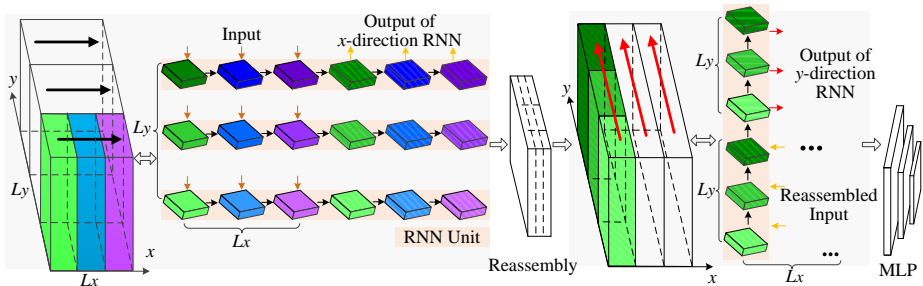 y
Ly
Lx
x
Input
Output of
x-direction RNN
Ly
Lx
RNN Unit
Reassembly
y
x
Ly
Ly
Output of
y-direction
RNN
•••
Reassembled
Input
Lx
•••
MLP